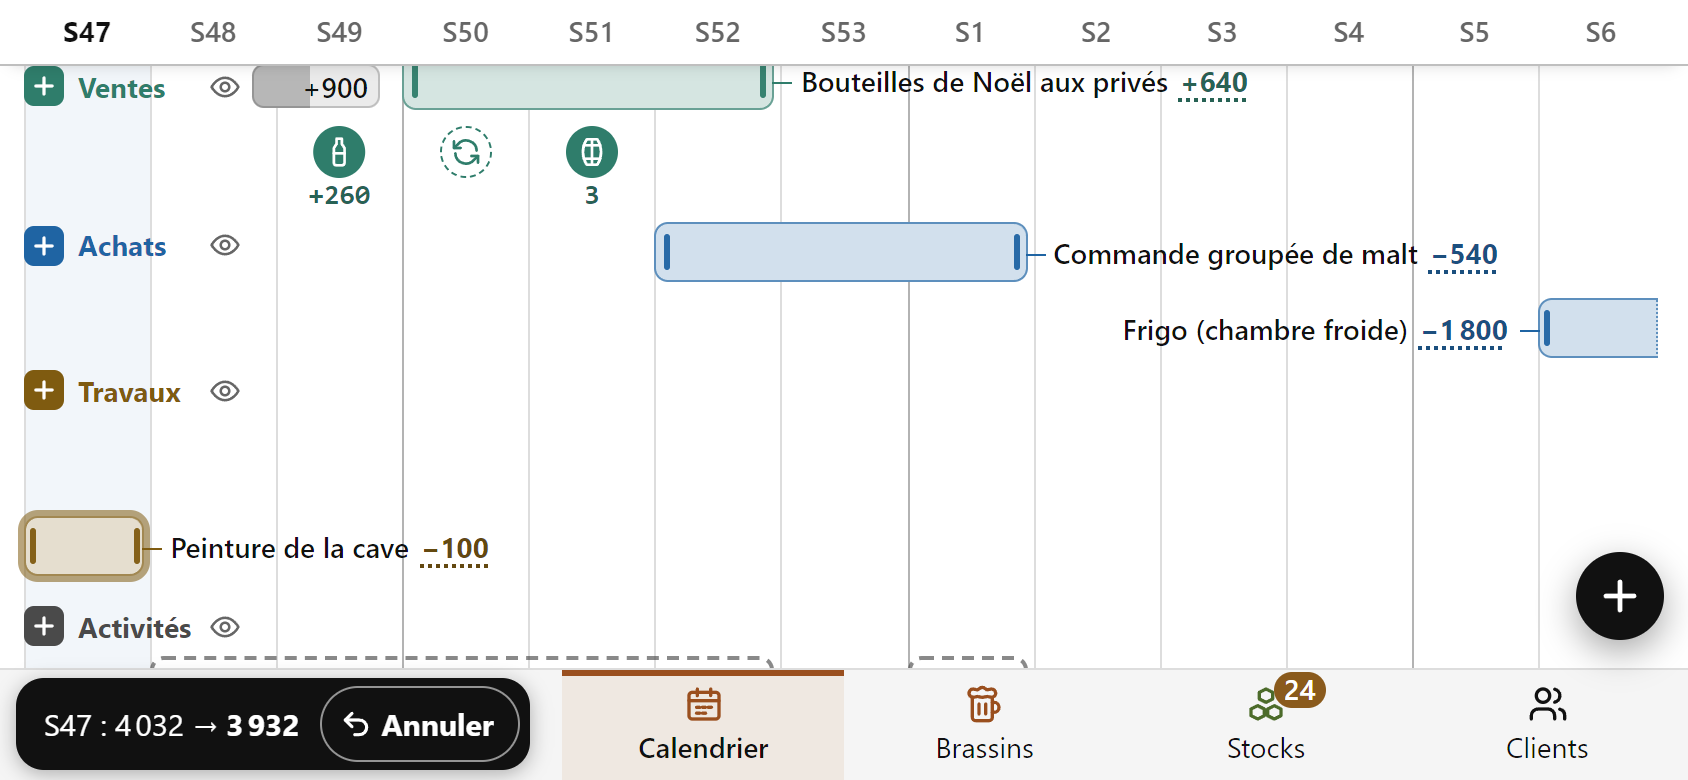 S47 S48 S49 S50 S51 S52 S53 S1 S2 S3 S4 S5 S6
Ventes +900 Bouteilles de Noël aux privés +640
+260 3
Achats Commande groupée de malt −540
Frigo (chambre froide) −1 800
Travaux
Peinture de la cave −100
Activités
S47 : 4 032 → 3 932 Annuler
24
Calendrier Brassins Stocks Clients